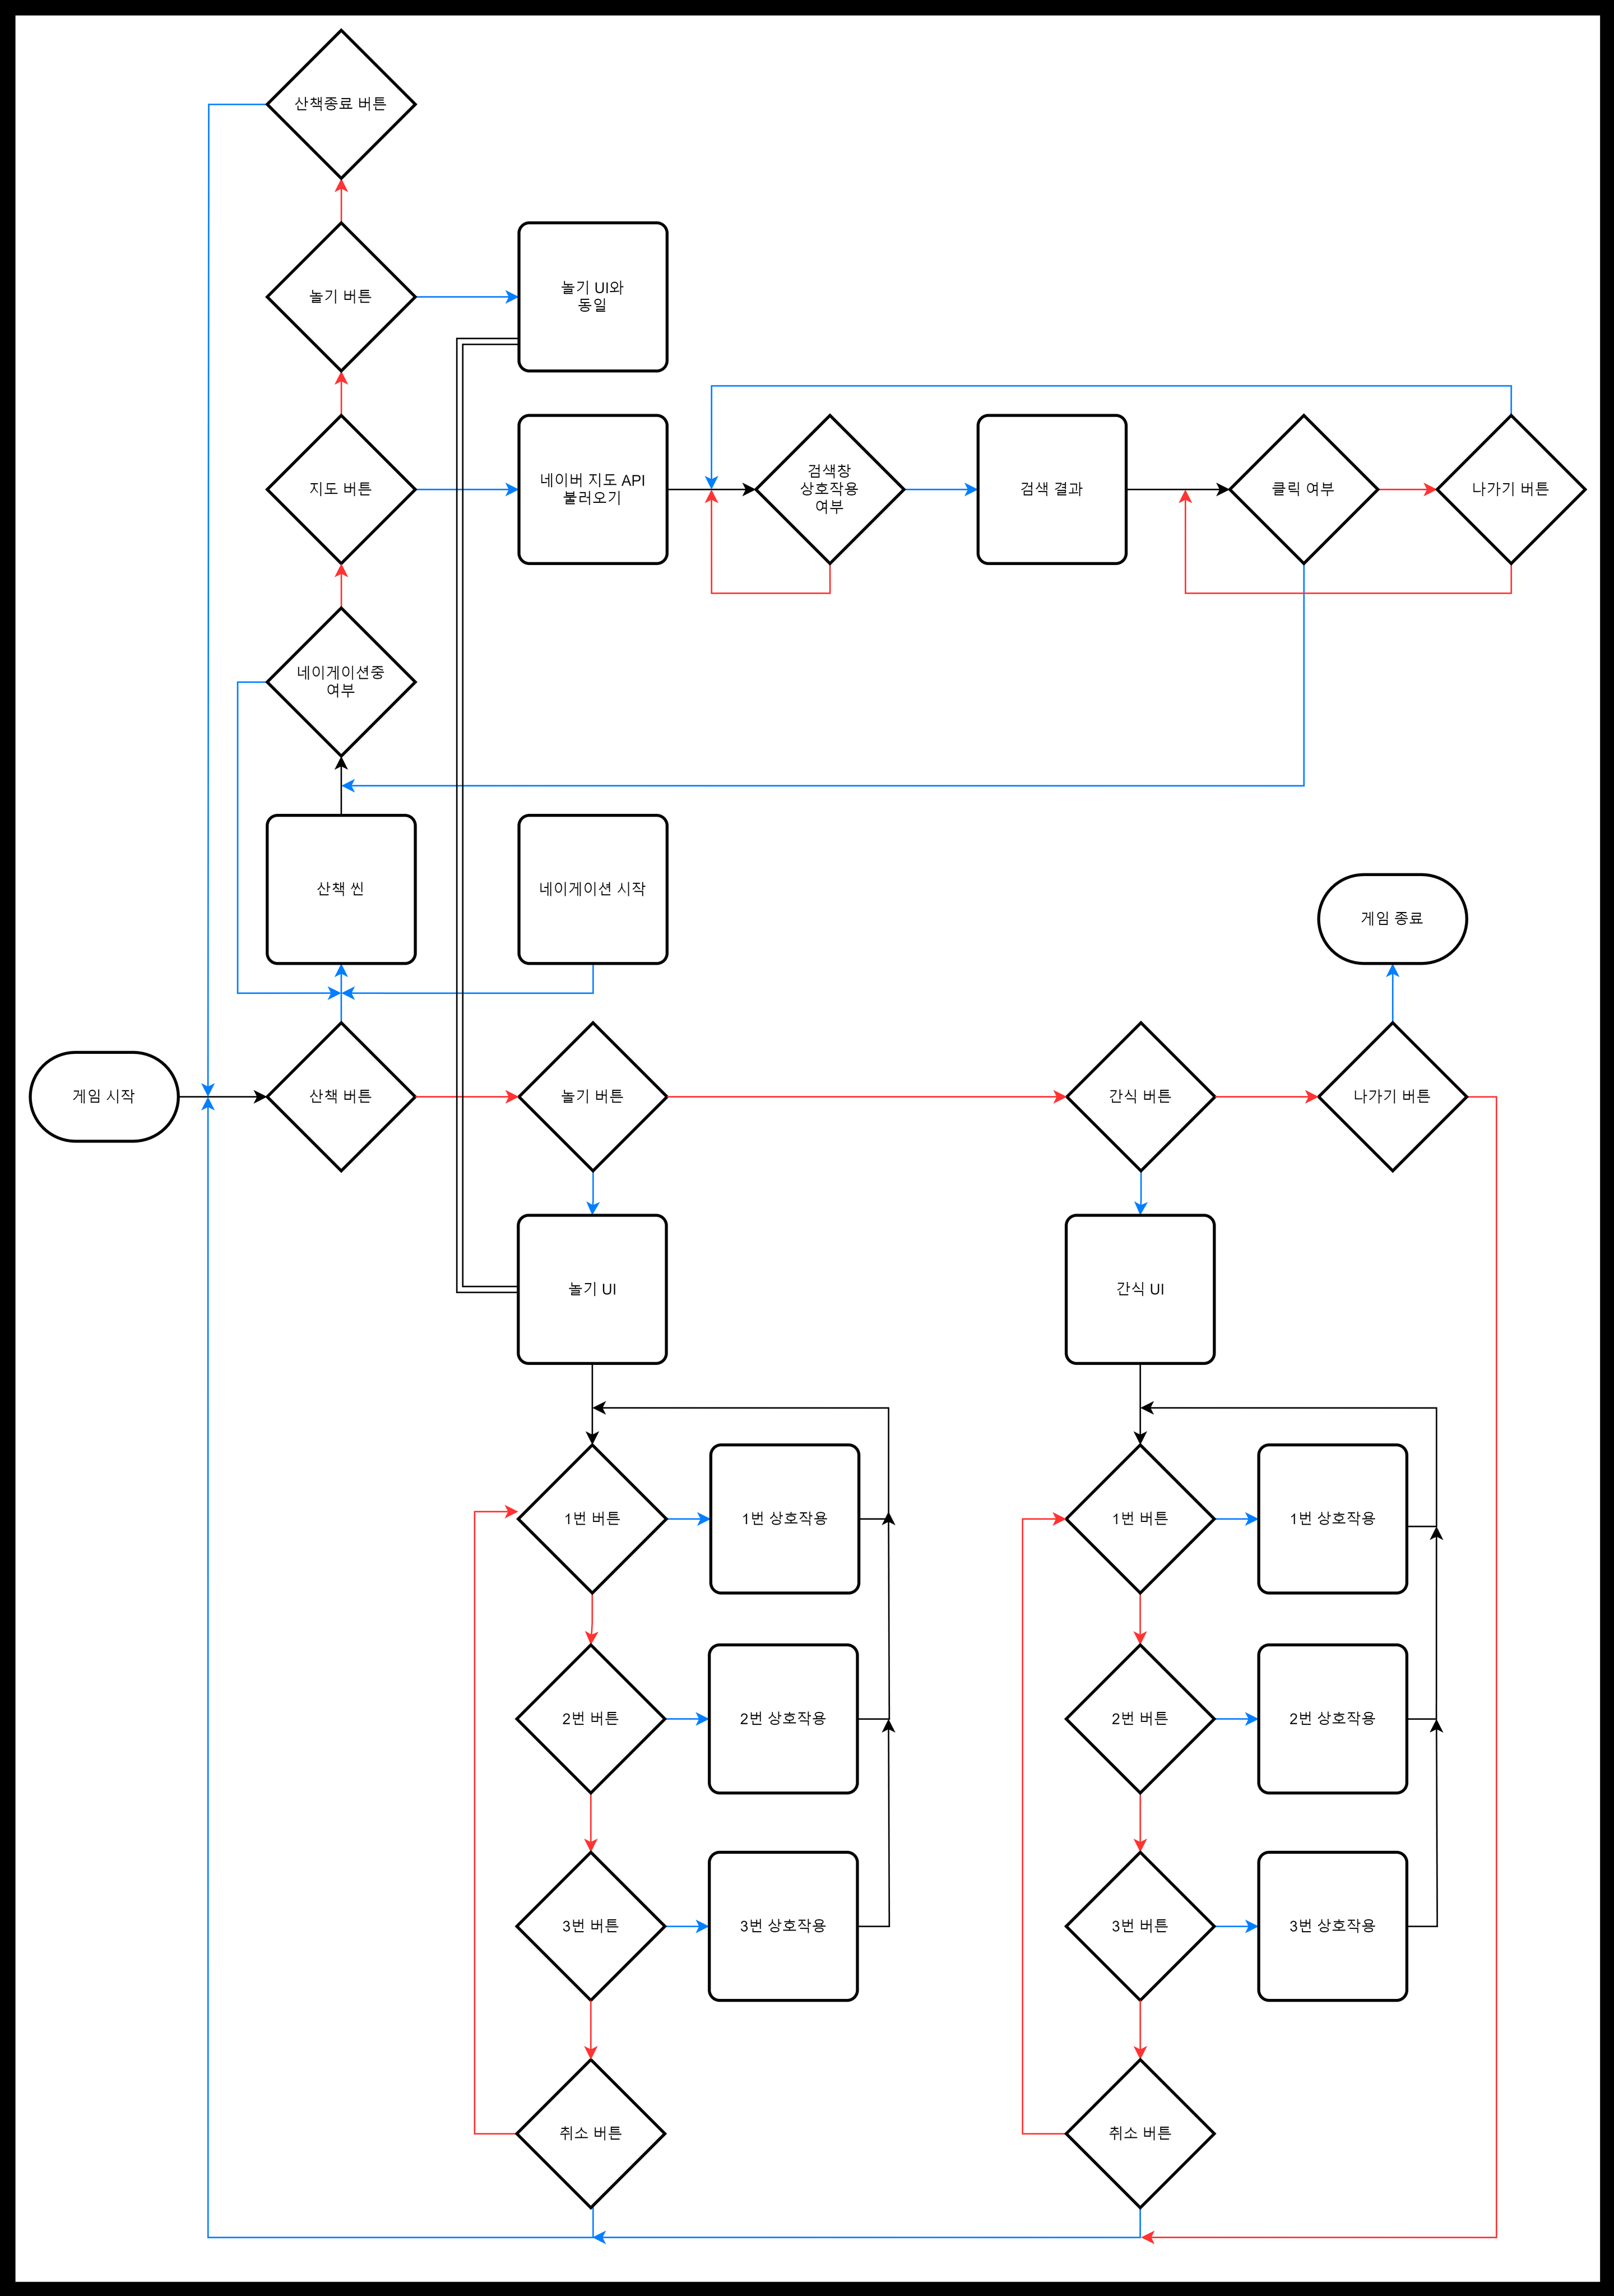 산책종료 버튼
놀기 버튼
놀기 UI와
동일
지도 버튼
네이버 지도 API
불러오기
검색창
상호작용
여부
검색 결과
클릭 여부
나가기 버튼
네이게이션중
여부
산책 씬
네이게이션 시작
게임 종료
게임 시작
산책 버튼
놀기 버튼
간식 버튼
나가기 버튼
놀기 UI
간식 UI
1번 버튼
1번 상호작용
1번 버튼
1번 상호작용
2번 버튼
2번 상호작용
2번 버튼
2번 상호작용
3번 버튼
3번 상호작용
3번 버튼
3번 상호작용
취소 버튼
취소 버튼